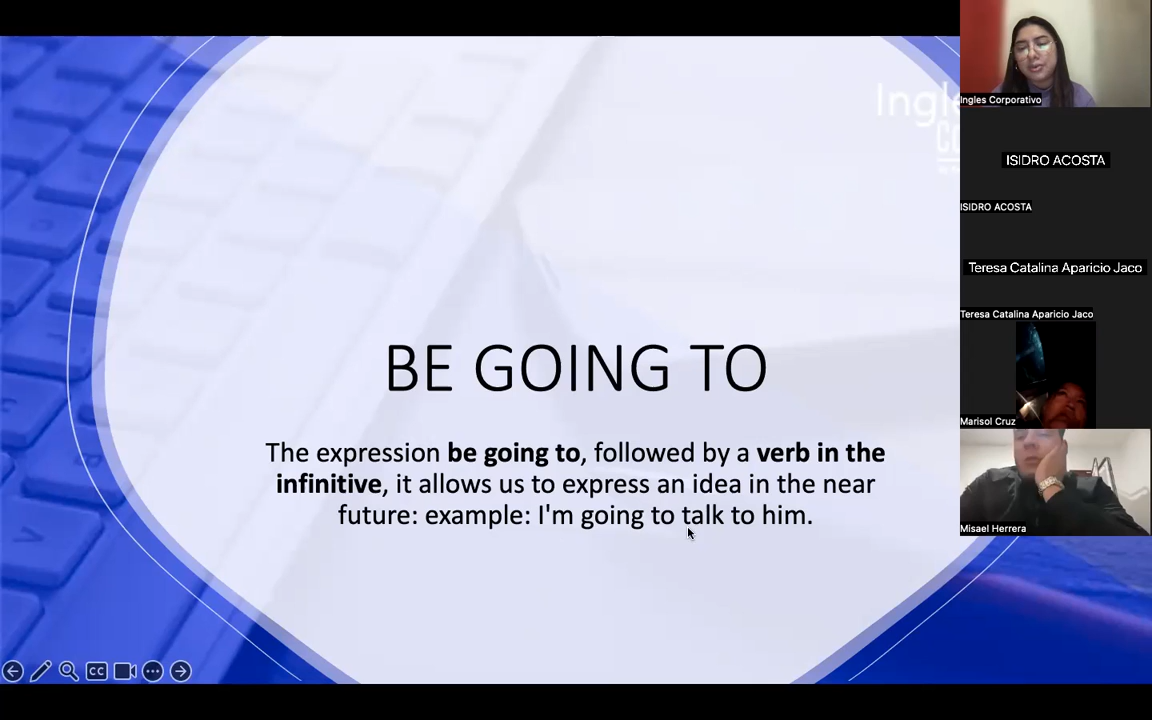 BE GOING TO
The expression be going to, followed by a verb in the
infinitive, it allows us to express an idea in the near
future: example: I'm going to talk to him.
Ingles Corporativo
ISIDRO ACOSTA
ISIDRO ACOSTA
Teresa Catalina Aparicio Jaco
Teresa Catalina Aparicio Jaco
Marisol Cruz
Misael Herrera
CC